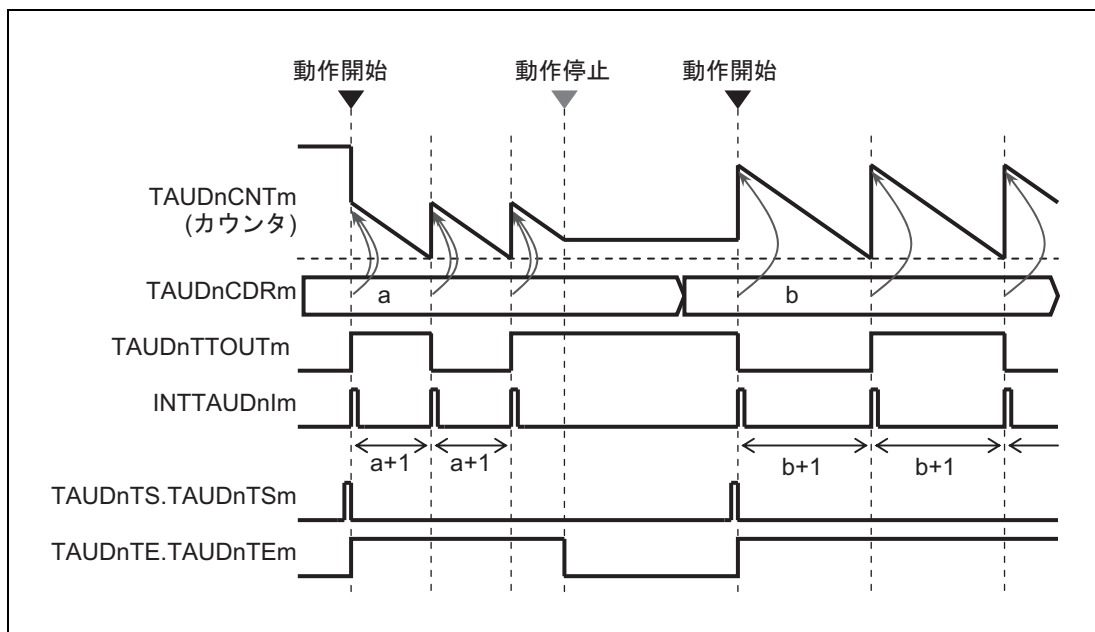 動作開始 動作停止 動作開始
TAUDnCNTm
(カウンタ)
TAUDnCDRm a b
TAUDnTTOUTm
INTTAUDnIm
a+1 a+1 b+1 b+1
TAUDnTS.TAUDnTSm
TAUDnTE.TAUDnTEm